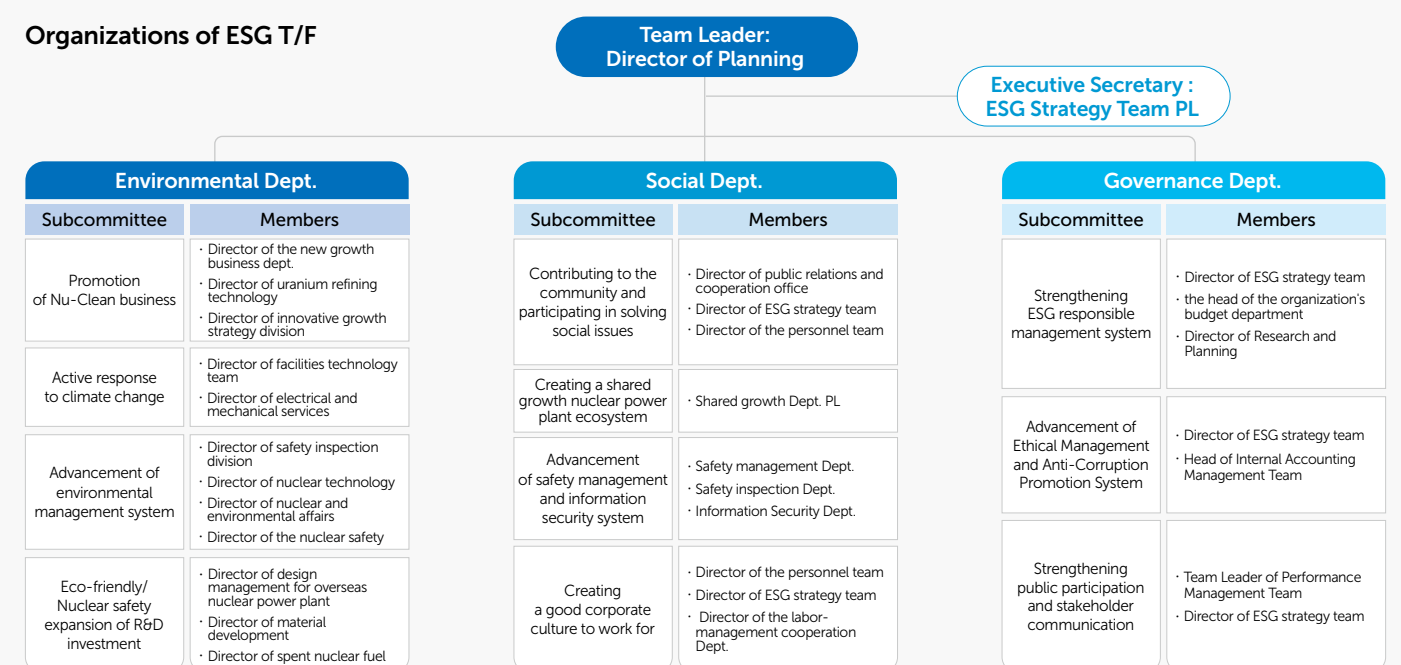 Organizations of ESG T/F
Team Leader:
Director of Planning
Executive Secretary :
ESG Strategy Team PL
Environmental Dept.
Subcommittee
Members
Promotion
of Nu-Clean business
· Director of the new growth
business dept.
· Director of uranium refining
technology
· Director of innovative growth
strategy division
Active response
to climate change
· Director of facilities technology
team
· Director of electrical and
mechanical services
Advancement of
environmental
management system
· Director of safety inspection
division
· Director of nuclear technology
· Director of nuclear and
environmental affairs
· Director of the nuclear safety
Eco-friendly/
Nuclear safety
expansion of R&D
investment
· Director of design
management for overseas
nuclear power plant
· Director of material
development
· Director of spent nuclear fuel
Social Dept.
Subcommittee
Members
Contributing to the
community and
participating in solving
social issues
· Director of public relations and
cooperation office
· Director of ESG strategy team
· Director of the personnel team
Creating a shared
growth nuclear power
plant ecosystem
· Shared growth Dept. PL
Advancement
of safety management
and information
security system
· Safety management Dept.
· Safety inspection Dept.
· Information Security Dept.
Creating
a good corporate
culture to work for
· Director of the personnel team
· Director of ESG strategy team
· Director of the labor-
management cooperation
Dept.
Governance Dept.
Subcommittee
Members
Strengthening
ESG responsible
management system
· Director of ESG strategy team
· the head of the organization's
budget department
· Director of Research and
Planning
Advancement of
Ethical Management
and Anti-Corruption
Promotion System
· Director of ESG strategy team
· Head of Internal Accounting
Management Team
Strengthening
public participation
and stakeholder
communication
· Team Leader of Performance
Management Team
· Director of ESG strategy team